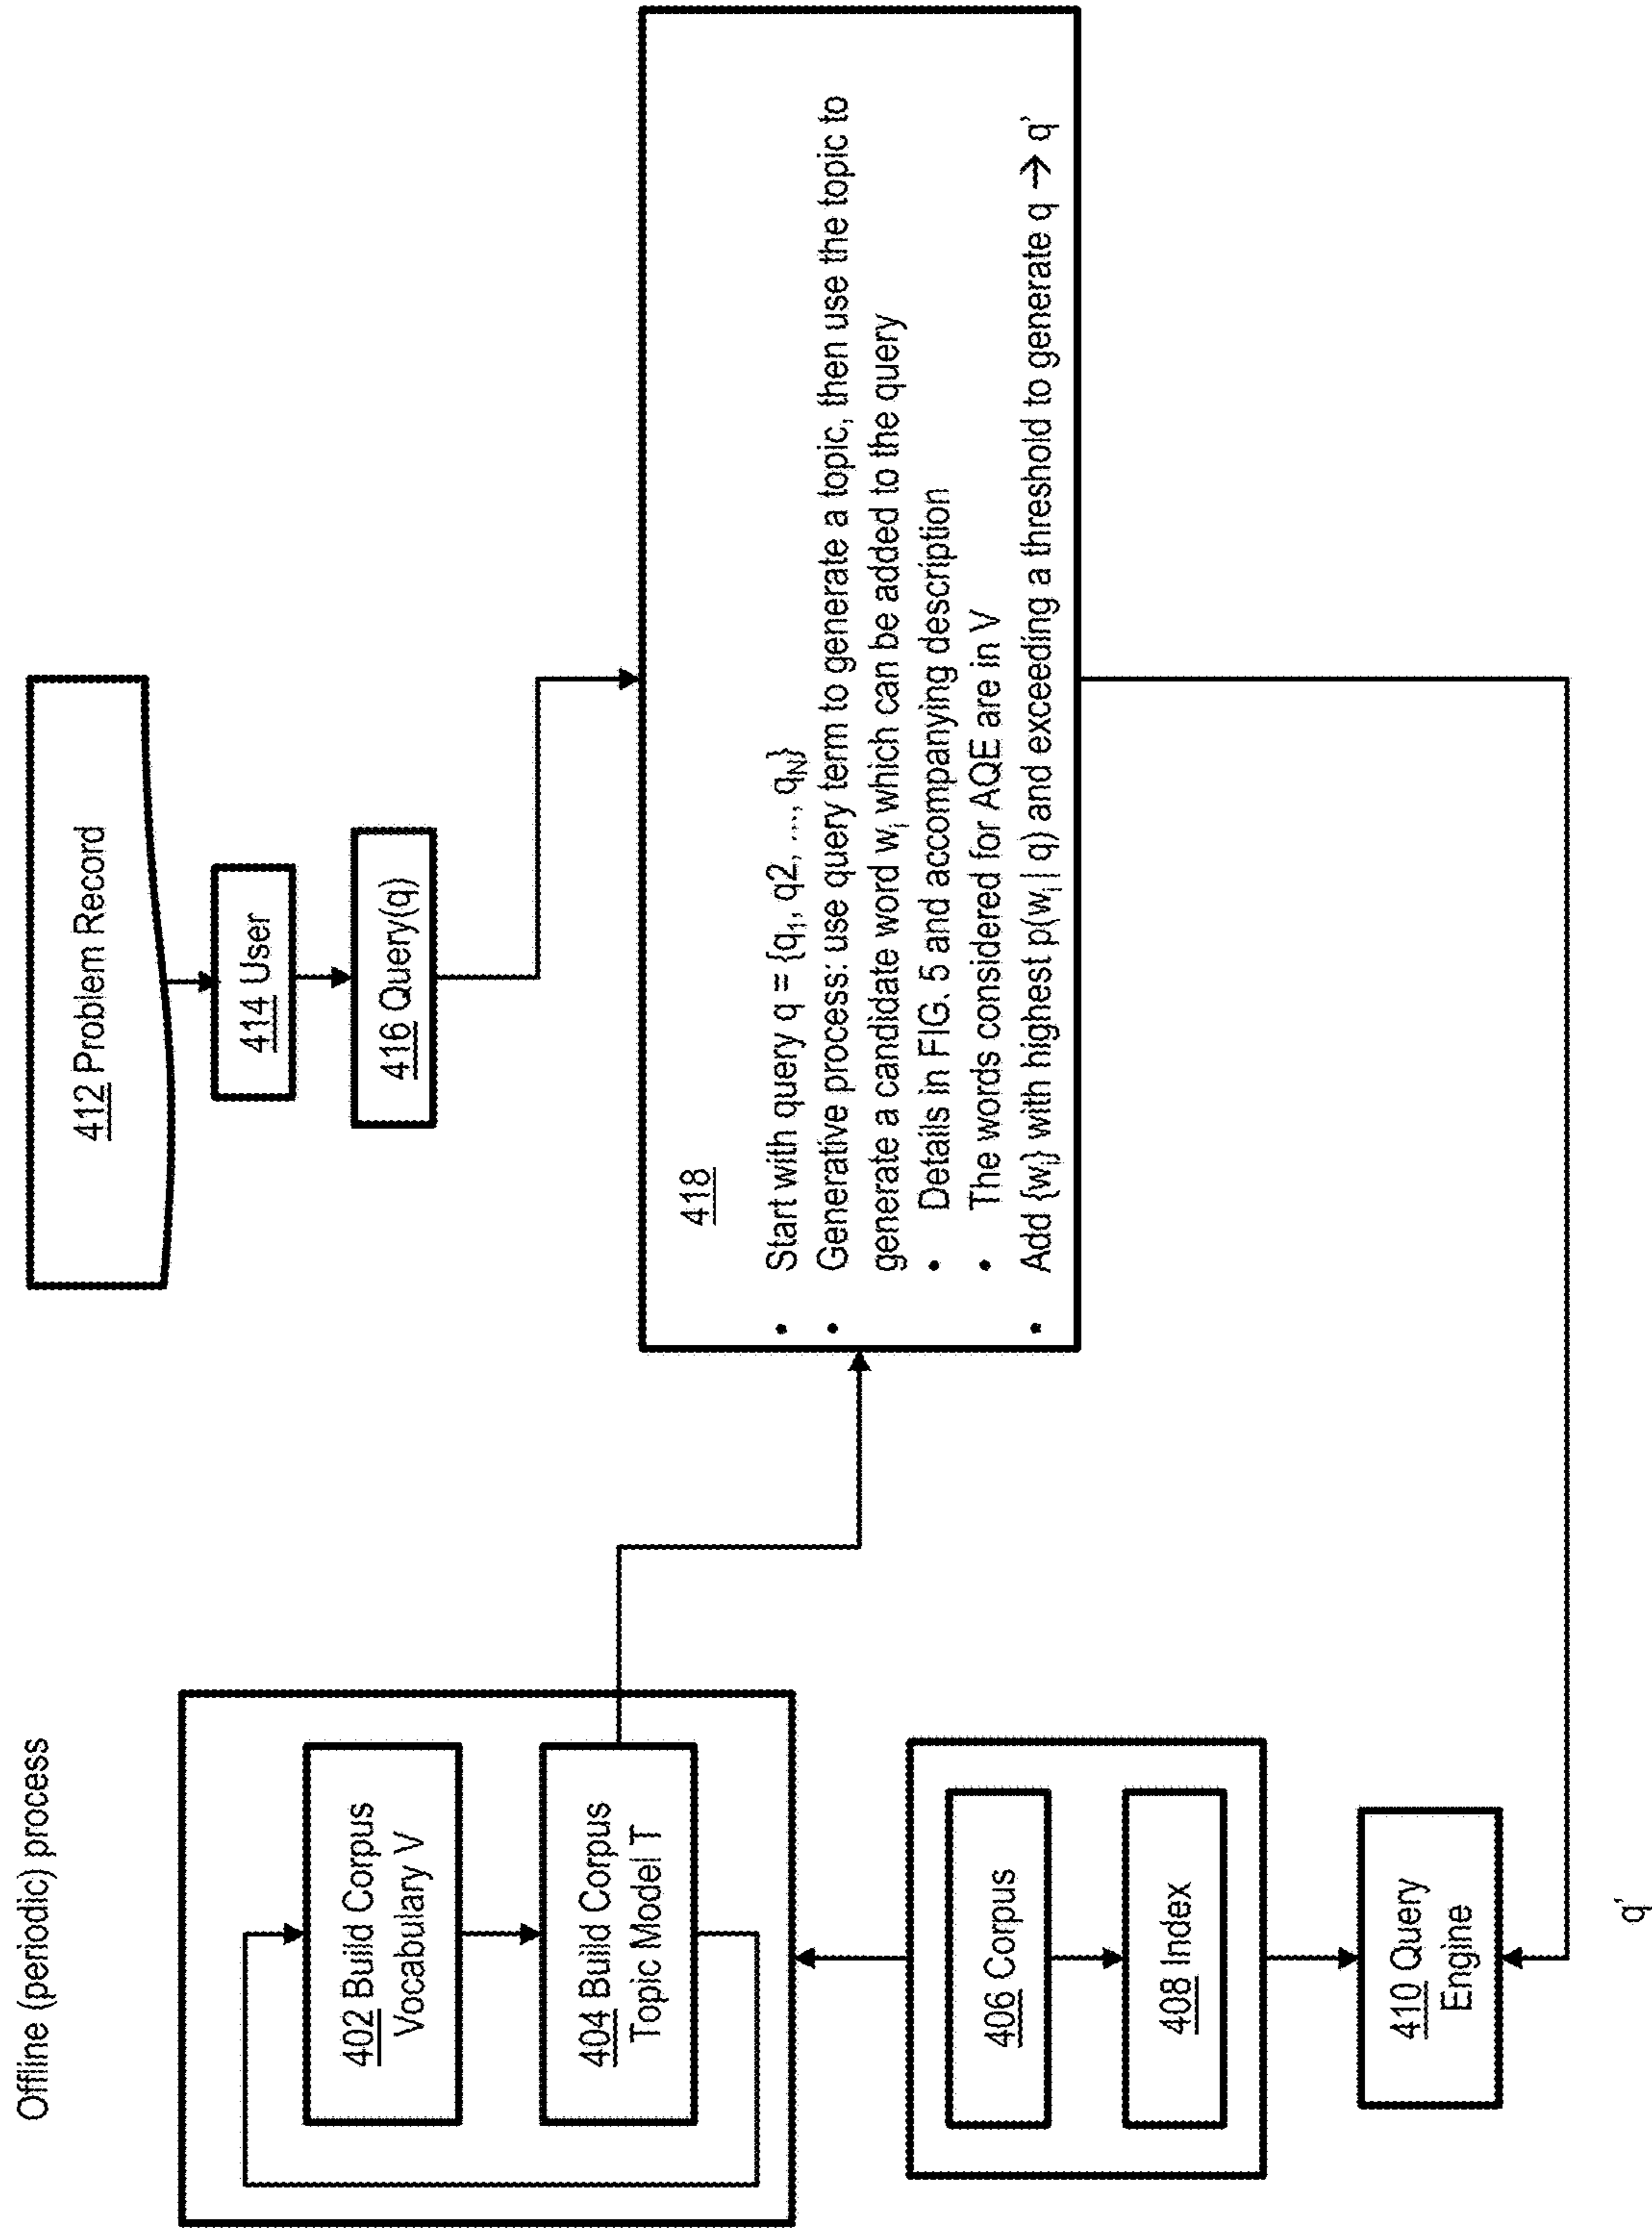 Offline (periodic) process
402 Build Corpus
Vocabulary V
404 Build Corpus
Topic Model T
406 Corpus
408 Index
410 Query
Engine
q'
412 Problem Record
414 User
416 Query(q)
418
• Start with query q = {q₁, q2, ..., q_N}
• Generative process: use query term to generate a topic, then use the topic to
generate a candidate word wᵢ which can be added to the query
• Details in FIG. 5 and accompanying description
• The words considered for AQE are in V
• Add {wᵢ} with highest p(wᵢ | q) and exceeding a threshold to generate q → q'